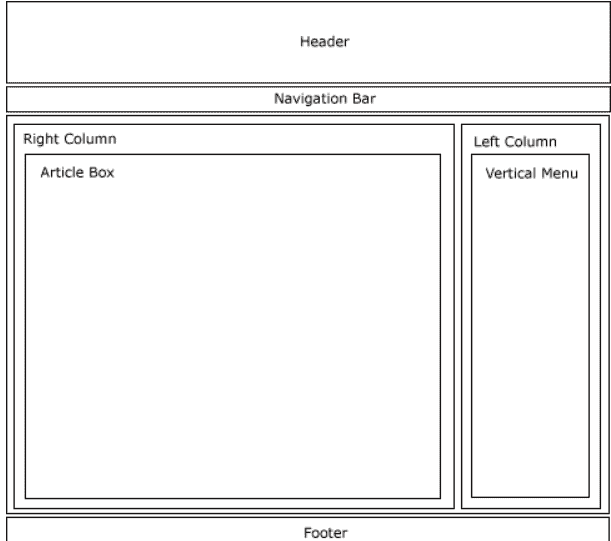 Header
Navigation Bar
Right Column
Article Box
Left Column
Vertical Menu
Footer